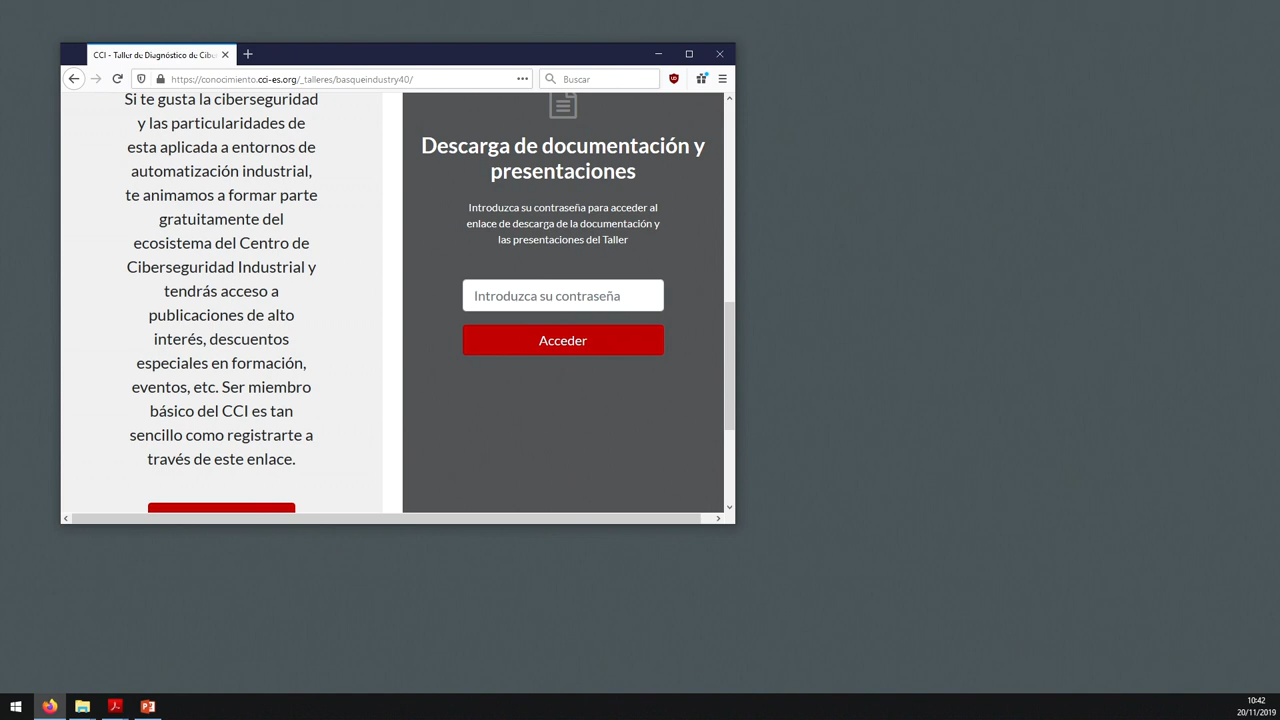 CCI - Taller de Diagnóstico de Cibe
https://conocimiento.cci-es.org/_talleres/basqueindustry40/
Buscar
Si te gusta la ciberseguridad
y las particularidades de
esta aplicada a entornos de
automatización industrial,
te animamos a formar parte
gratuitamente del
ecosistema del Centro de
Ciberseguridad Industrial y
tendrás acceso a
publicaciones de alto
interés, descuentos
especiales en formación,
eventos, etc. Ser miembro
básico del CCI es tan
sencillo como registrarte a
través de este enlace.
Descarga de documentación y
presentaciones
Introduzca su contraseña para acceder al
enlace de descarga de la documentación y
las presentaciones del Taller
Introduzca su contraseña
Acceder
10:42
20/11/2019